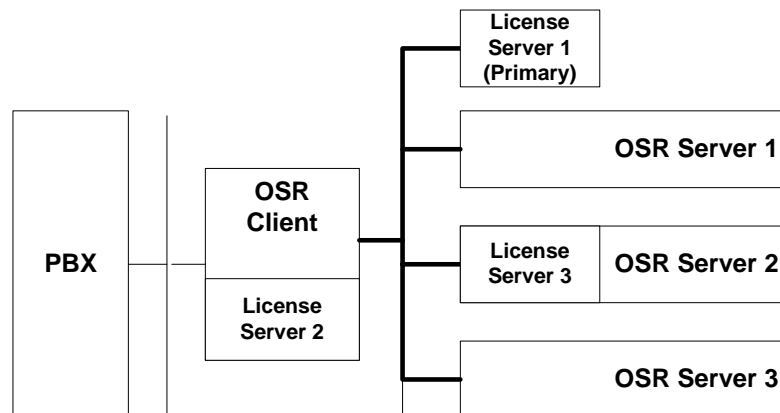 License
Server 1
(Primary)
OSR Server 1
OSR
Client
PBX
License
Server 3
OSR Server 2
License
Server 2
OSR Server 3